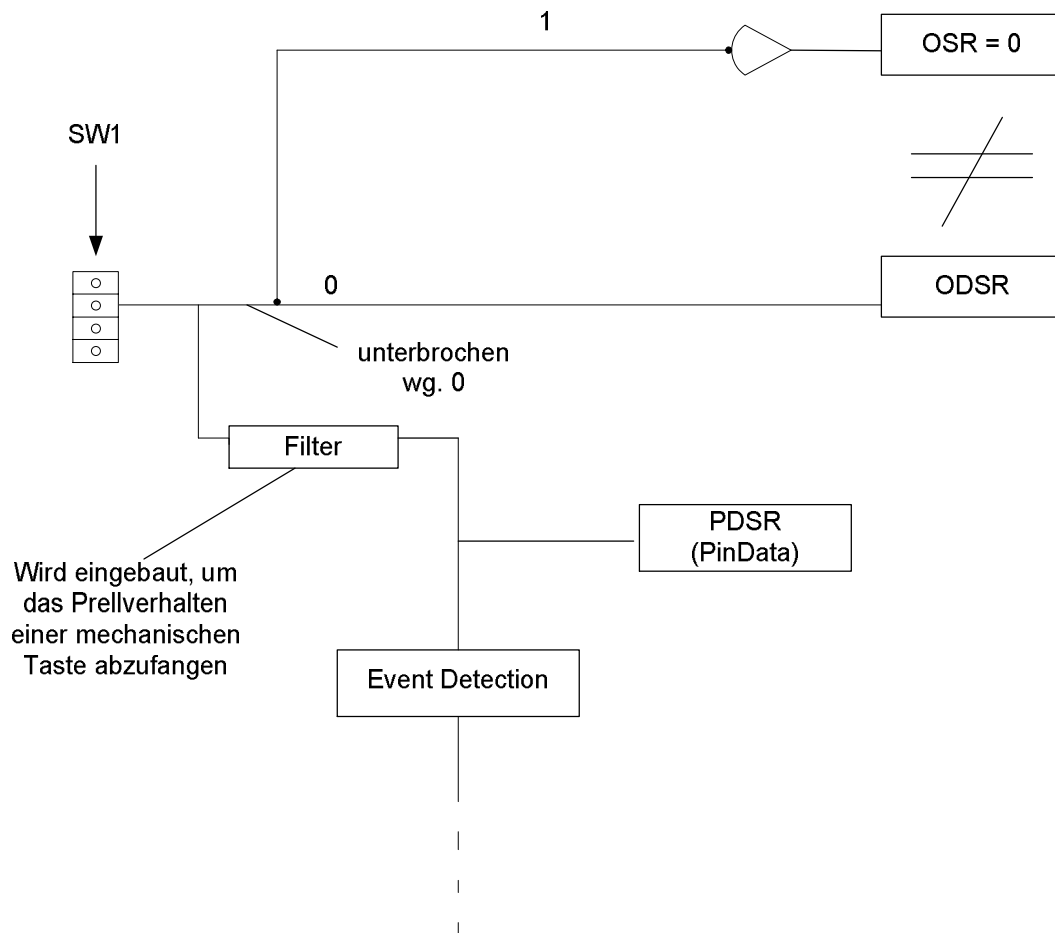 1
OSR = 0
SW1
0
ODSR
unterbrochen
wg. 0
Filter
PDSR
(PinData)
Wird eingebaut, um
das Prellverhalten
einer mechanischen
Taste abzufangen
Event Detection